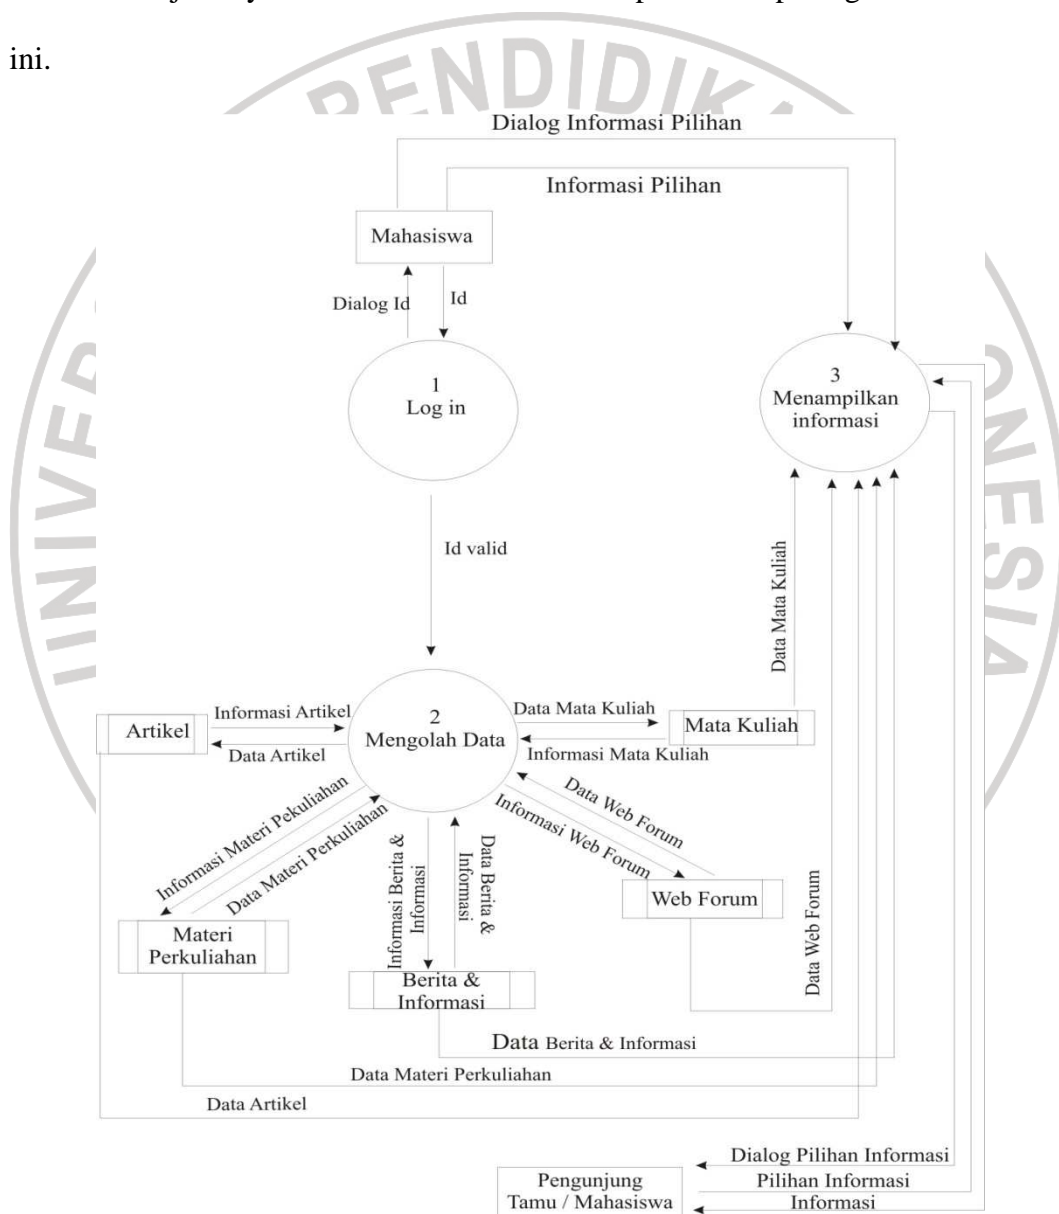 ini.
PENDIDIKA
Dialog Informasi Pilihan
Informasi Pilihan
Mahasiswa
Dialog Id
Id
1
Log in
3
Menampilkan
informasi
Id valid
Data Mata Kuliah
2
Mengolah Data
Informasi Artikel
Artikel
Data Artikel
Data Mata Kuliah
Mata Kuliah
Informasi Mata Kuliah
Informasi Materi Pekuliahan
Data Materi Perkuliahan
Informasi Berita &
Informasi
Data Berita &
Informasi
Data Web Forum
Informasi Web Forum
Web Forum
Materi
Perkuliahan
Berita &
Informasi
Data Web Forum
Data Berita & Informasi
Data Materi Perkuliahan
Data Artikel
Dialog Pilihan Informasi
Pengunjung
Tamu / Mahasiswa
Pilihan Informasi
Informasi